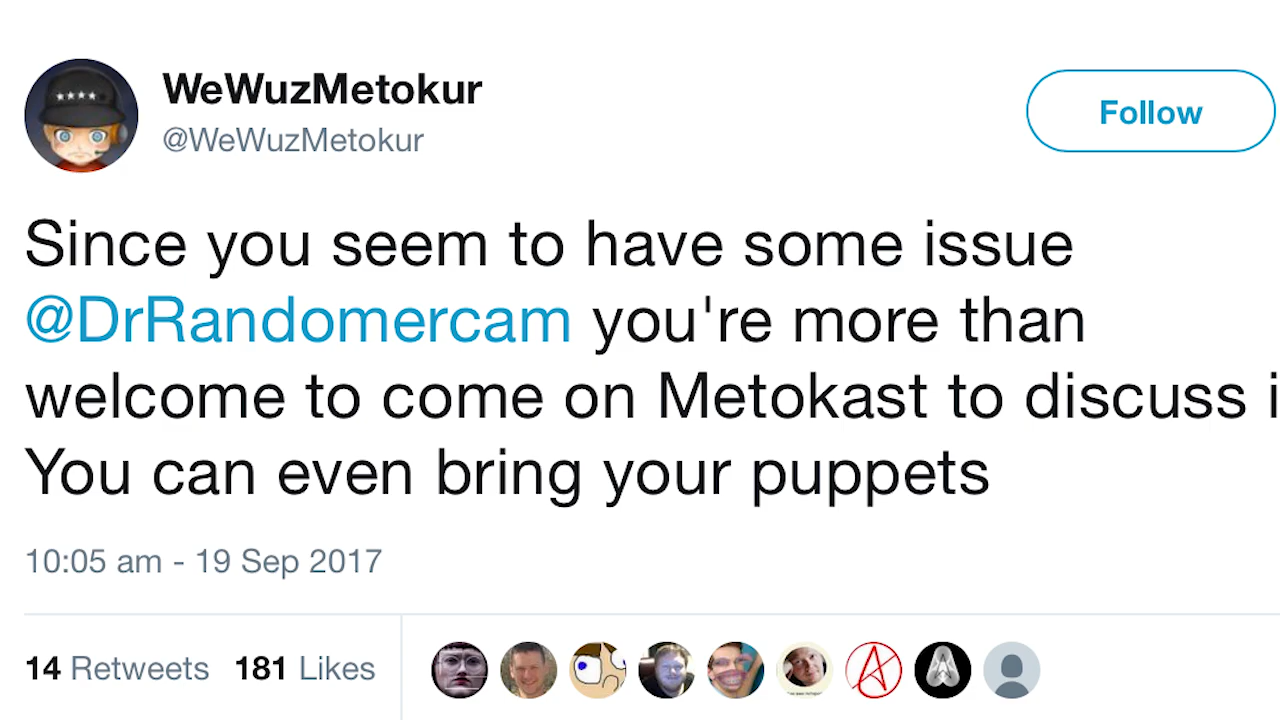 WeWuzMetokur
@WeWuzMetokur
Follow
Since you seem to have some issue
@DrRandomercam you're more than
welcome to come on Metokast to discuss i
You can even bring your puppets
10:05 am - 19 Sep 2017
14 Retweets 181 Likes